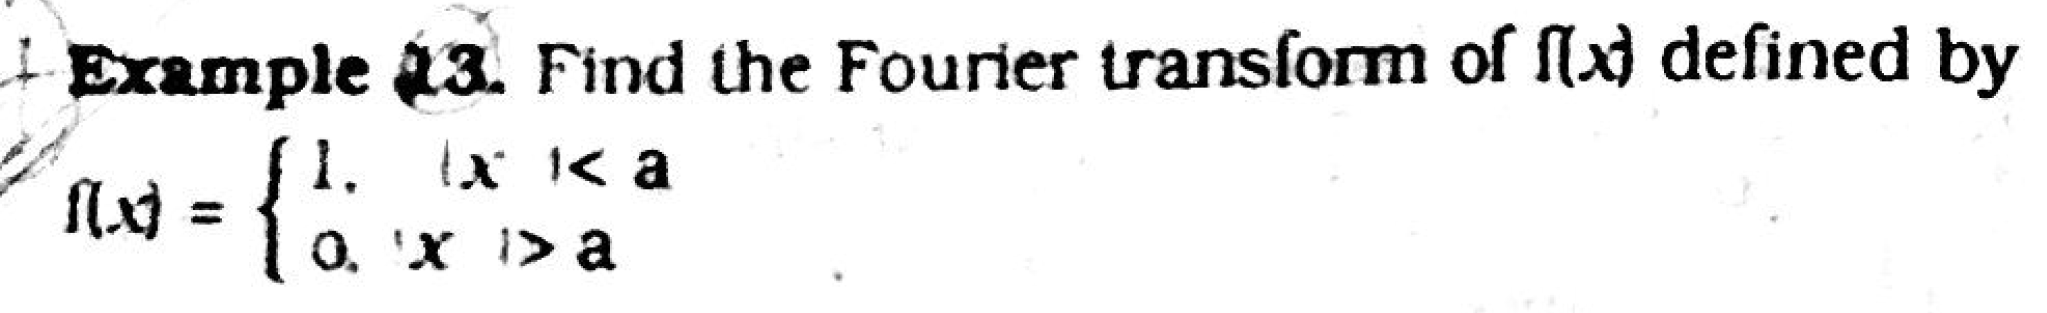 Example 13. Find the Fourier transform of f(x) defined by
f(x) = { 1. |x |< a
0. |x |> a